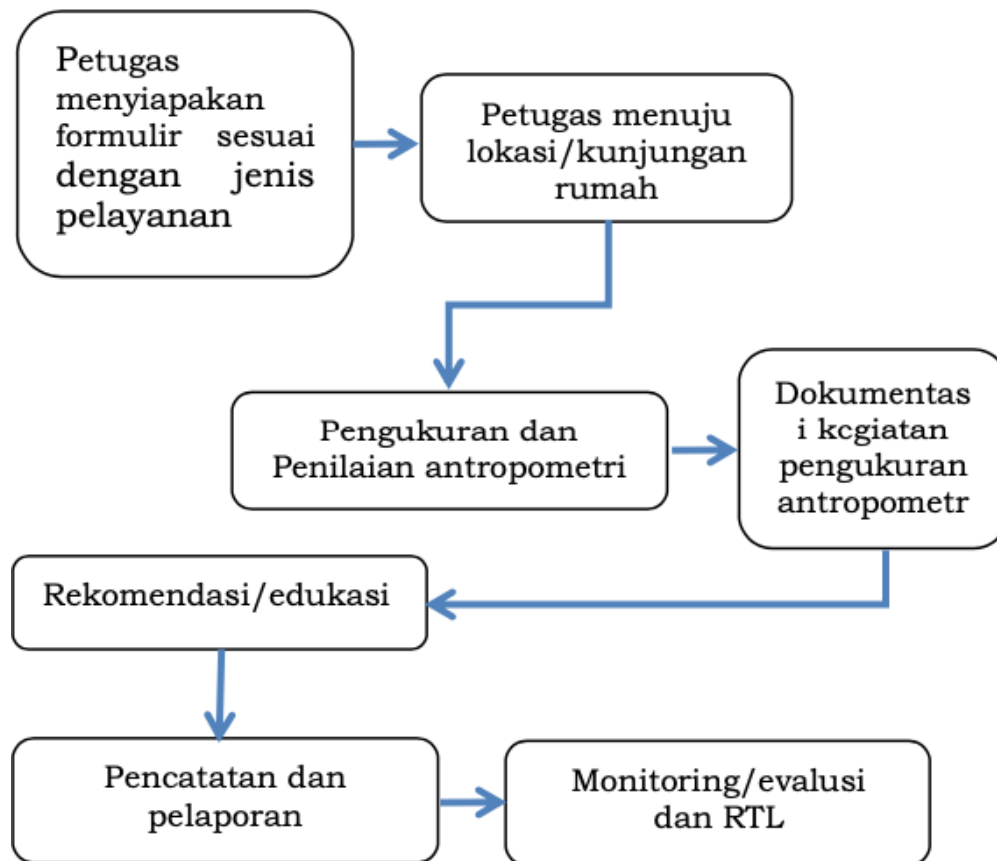 Petugas
menyiapakan
formulir sesuai
dengan jenis
pelayanan
Petugas menuju
lokasi/kunjungan
rumah
Pengukuran dan
Penilaian antropometri
Dokumentas
i kcgiatan
pengukuran
antropometr
Rekomendasi/edukasi
Pencatatan dan
pelaporan
Monitoring/evalusi
dan RTL